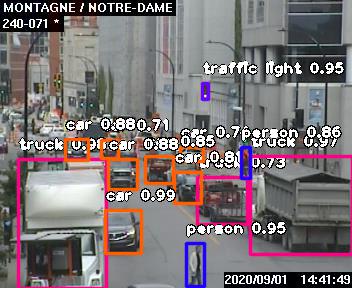 MONTAGNE / NOTRE-DAME
240-071 *
traffic light 0.95
car 0.88
0.71
car 0.7
person 0.86
truck 0.9
car 0.88
0.85
truck 0.97
car 0.8
0.73
car 0.99
person 0.95
2020/09/01 14:41:49